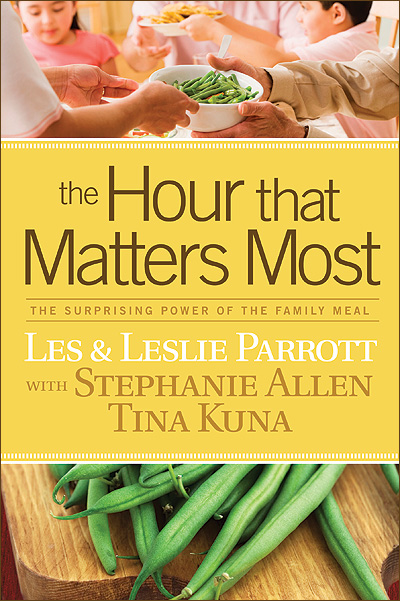 the Hour that
Matters Most
THE SURPRISING POWER OF THE FAMILY MEAL
LES & LESLIE PARROTT
WITH STEPHANIE ALLEN
TINA KUNA